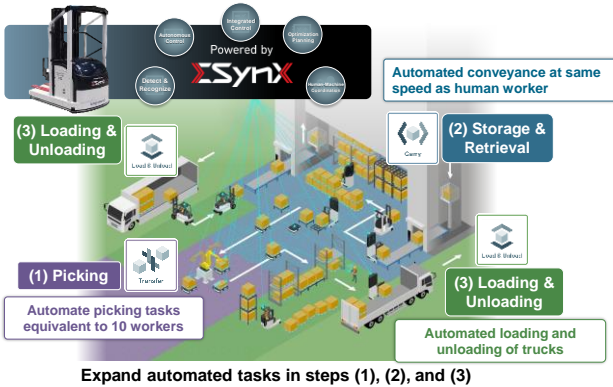 Autonomous
Control
Integrated
Control
Optimization
Planning
Powered by
ΣSynX
Detect &
Recognize
Human-Machine
Coordination
Automated conveyance at same
speed as human worker
(3) Loading &
Unloading
Load & Unload
Carry
(2) Storage &
Retrieval
Load & Unload
(1) Picking
Transfer
(3) Loading &
Unloading
Automate picking tasks
equivalent to 10 workers
Automated loading and
unloading of trucks
Expand automated tasks in steps (1), (2), and (3)